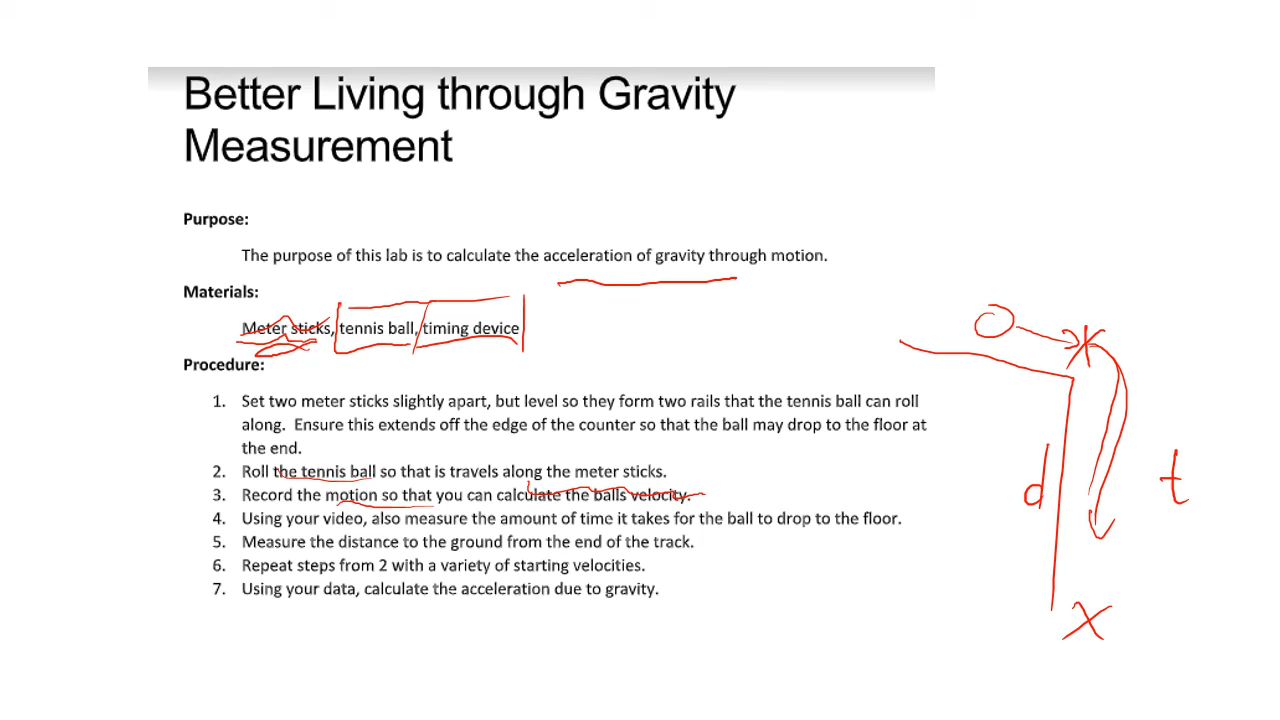 Better Living through Gravity
Measurement
Purpose:
The purpose of this lab is to calculate the acceleration of gravity through motion.
Materials:
Meter sticks, tennis ball, timing device
Procedure:
1. Set two meter sticks slightly apart, but level so they form two rails that the tennis ball can roll
along. Ensure this extends off the edge of the counter so that the ball may drop to the floor at
the end.
2. Roll the tennis ball so that is travels along the meter sticks.
3. Record the motion so that you can calculate the balls velocity.
4. Using your video, also measure the amount of time it takes for the ball to drop to the floor.
5. Measure the distance to the ground from the end of the track.
6. Repeat steps from 2 with a variety of starting velocities.
7. Using your data, calculate the acceleration due to gravity.
d
t